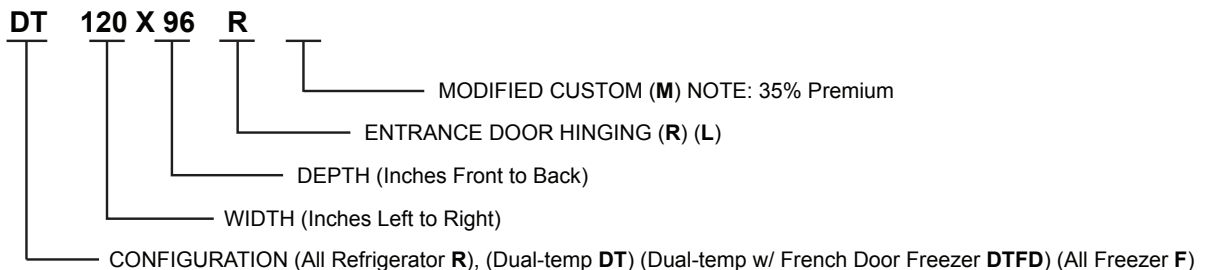 DT 120 X 96 R
MODIFIED CUSTOM (M) NOTE: 35% Premium
ENTRANCE DOOR HINGING (R) (L)
DEPTH (Inches Front to Back)
WIDTH (Inches Left to Right)
CONFIGURATION (All Refrigerator R), (Dual-temp DT) (Dual-temp w/ French Door Freezer DTFD) (All Freezer F)